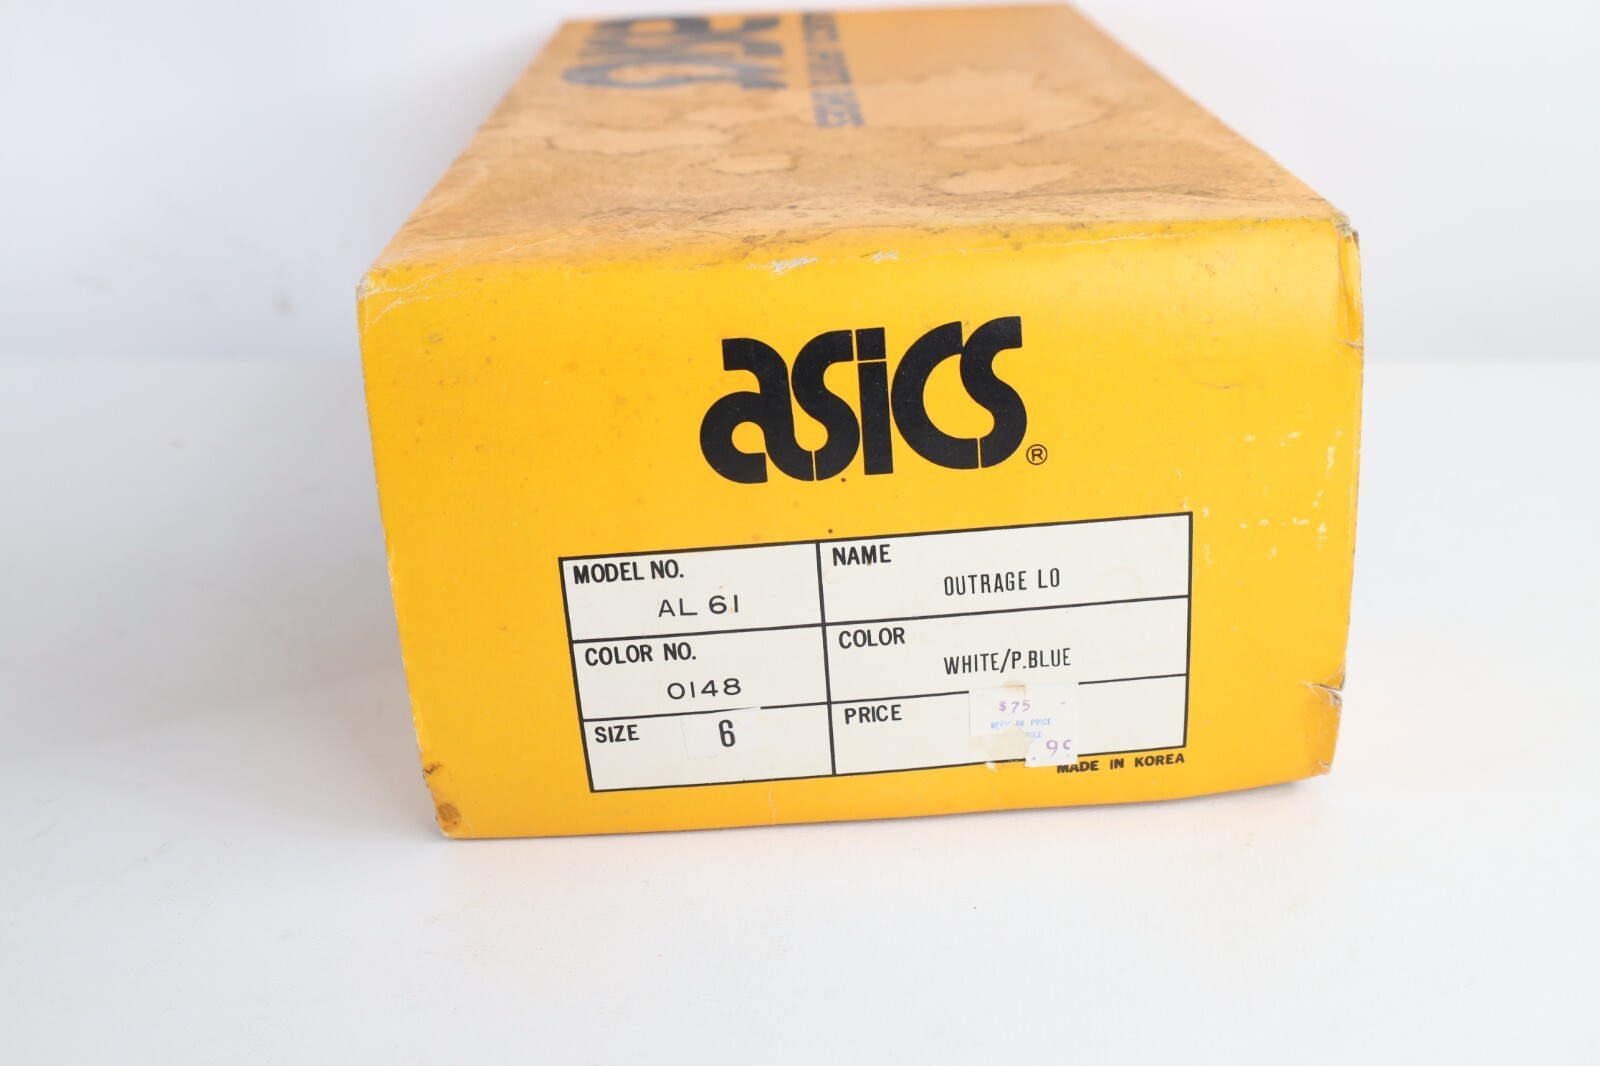 asics®
MODEL NO.
AL 61
NAME
OUTRAGE LO
COLOR NO.
0148
COLOR
WHITE/P.BLUE
SIZE
6
PRICE
$75
PRICE
MADE IN KOREA